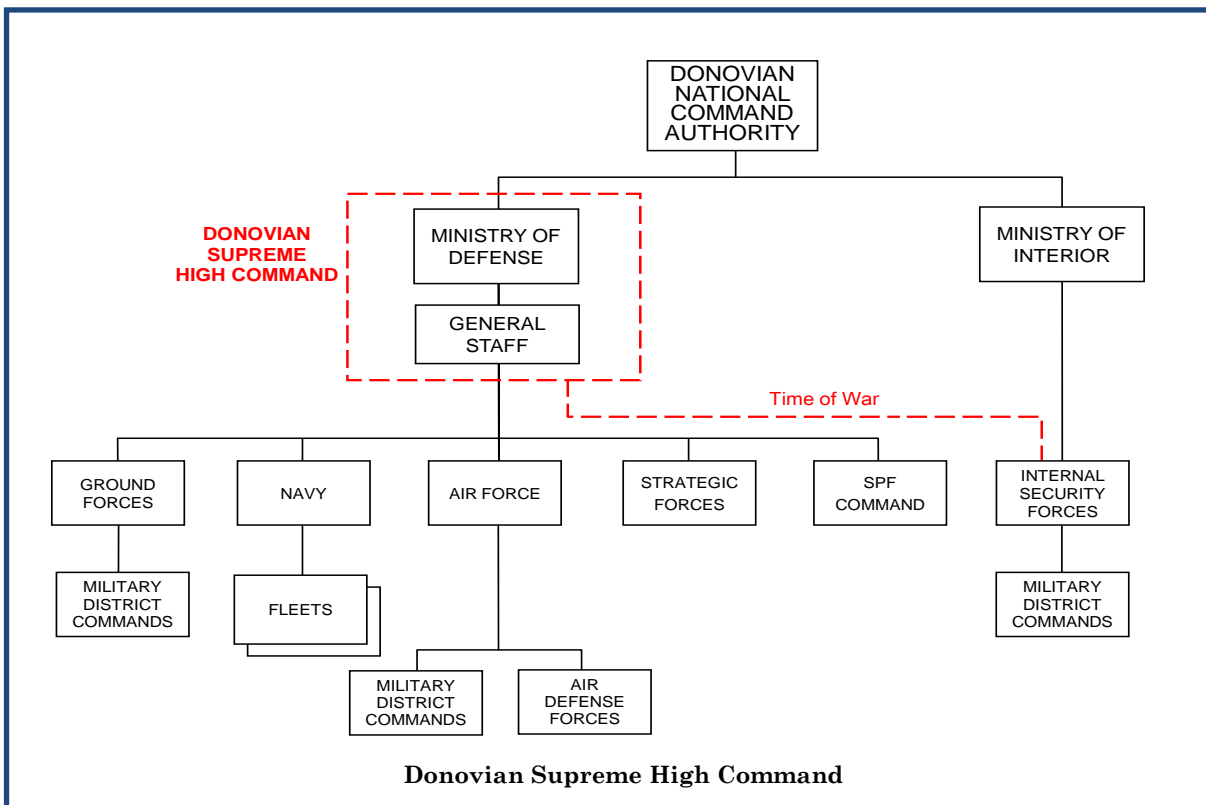 DONOVIAN
NATIONAL
COMMAND
AUTHORITY
DONOVIAN
SUPREME
HIGH COMMAND
MINISTRY OF
DEFENSE
MINISTRY OF
INTERIOR
GENERAL
STAFF
Time of War
GROUND
FORCES
NAVY
AIR FORCE
STRATEGIC
FORCES
SPF
COMMAND
INTERNAL
SECURITY
FORCES
MILITARY
DISTRICT
COMMANDS
FLEETS
MILITARY
DISTRICT
COMMANDS
MILITARY
DISTRICT
COMMANDS
AIR
DEFENSE
FORCES
Donovian Supreme High Command